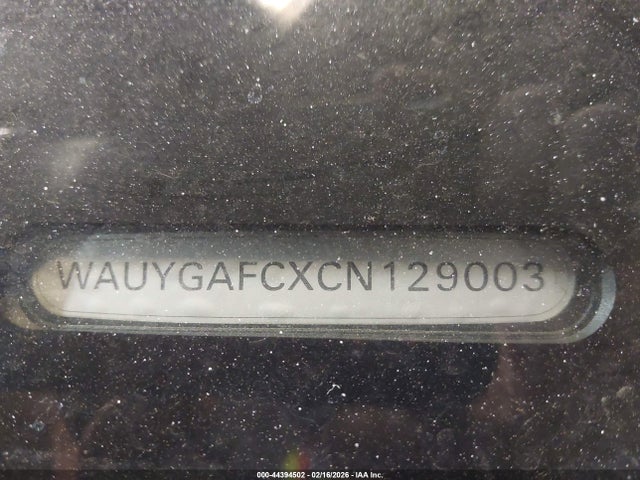 WAUYGAFCXCN129003
000-44394502 - 02/16/2026 - IAA Inc.